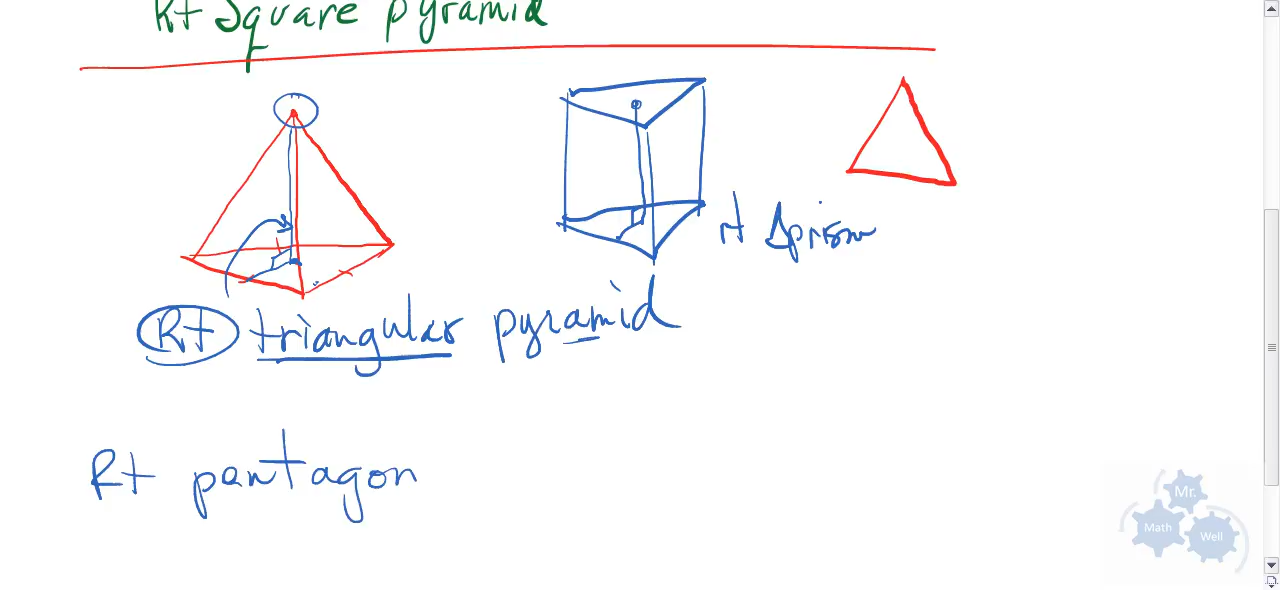 Rt Square pyramid
rt Δ prism
Rt triangular pyramid
Rt pentagon
Mr.
Math
Well